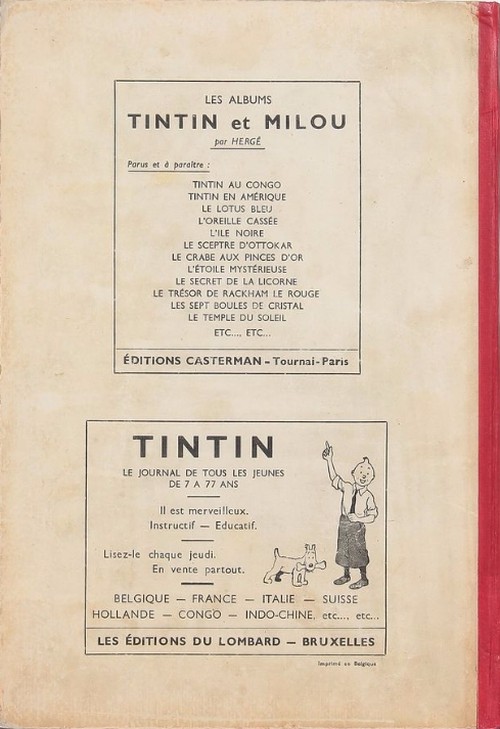 LES ALBUMS
TINTIN et MILOU
par HERGÉ
Parus et à paraître :
TINTIN AU CONGO
TINTIN EN AMÉRIQUE
LE LOTUS BLEU
L'OREILLE CASSÉE
L'ILE NOIRE
LE SCEPTRE D'OTTOKAR
LE CRABE AUX PINCES D'OR
L'ÉTOILE MYSTÉRIEUSE
LE SECRET DE LA LICORNE
LE TRÉSOR DE RACKHAM LE ROUGE
LES SEPT BOULES DE CRISTAL
LE TEMPLE DU SOLEIL
ETC..., ETC...
ÉDITIONS CASTERMAN - Tournai-Paris
TINTIN
LE JOURNAL DE TOUS LES JEUNES
DE 7 A 77 ANS
Il est merveilleux.
Instructif — Educatif.
Lisez-le chaque jeudi.
En vente partout.
BELGIQUE — FRANCE — ITALIE — SUISSE
HOLLANDE — CONGO — INDO-CHINE, etc..., etc...
LES ÉDITIONS DU LOMBARD — BRUXELLES
Imprimé en Belgique